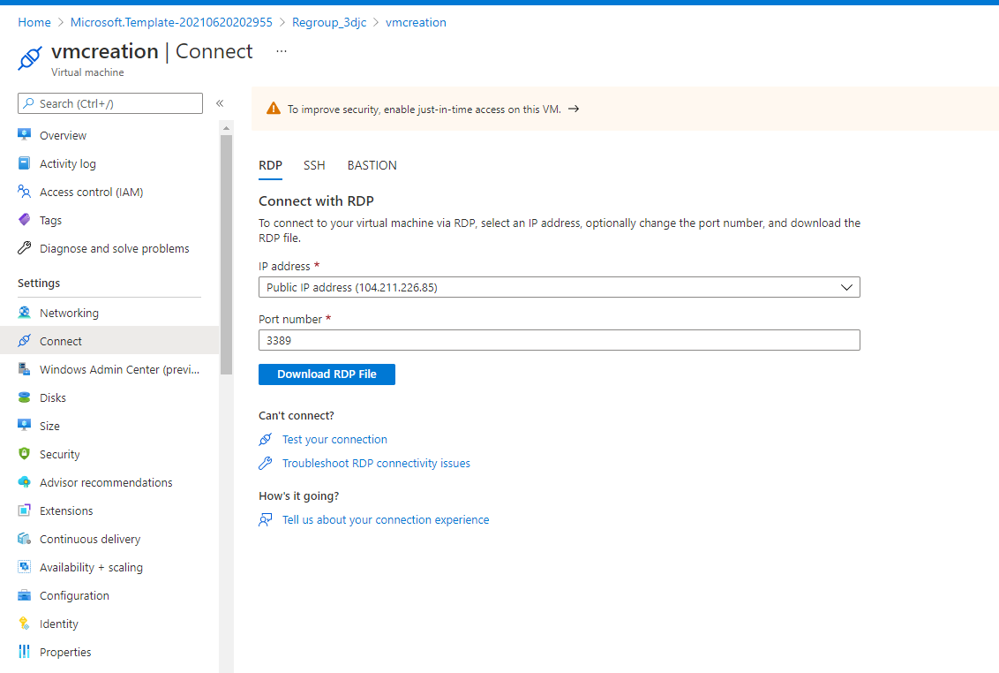 Home > Microsoft.Template-20210620202955 > Regroup_3djc > vmcreation
vmcreation | Connect ...
Virtual machine
Search (Ctrl+/)
«
Overview
Activity log
Access control (IAM)
Tags
Diagnose and solve problems
Settings
Networking
Connect
Windows Admin Center (previ...
Disks
Size
Security
Advisor recommendations
Extensions
Continuous delivery
Availability + scaling
Configuration
Identity
Properties
To improve security, enable just-in-time access on this VM. →
RDP SSH BASTION
Connect with RDP
To connect to your virtual machine via RDP, select an IP address, optionally change the port number, and download the
RDP file.
IP address *
Public IP address (104.211.226.85)
Port number *
3389
Download RDP File
Can't connect?
Test your connection
Troubleshoot RDP connectivity issues
How's it going?
Tell us about your connection experience